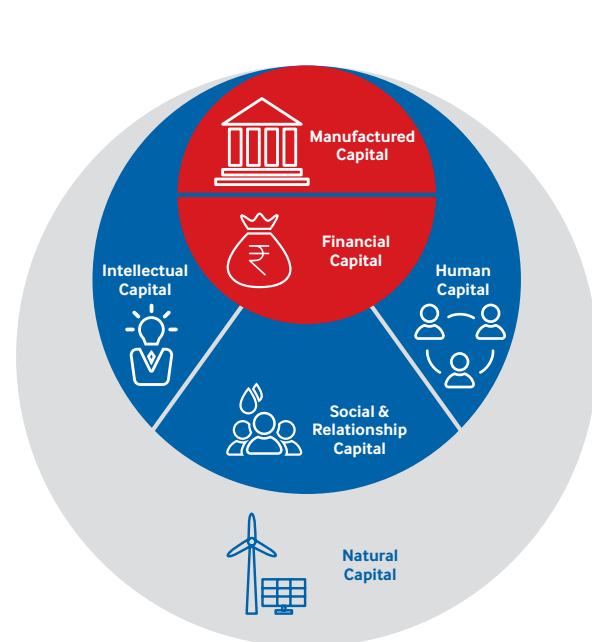 Manufactured
Capital
Financial
Capital
Intellectual
Capital
Human
Capital
Social &
Relationship
Capital
Natural
Capital
₹